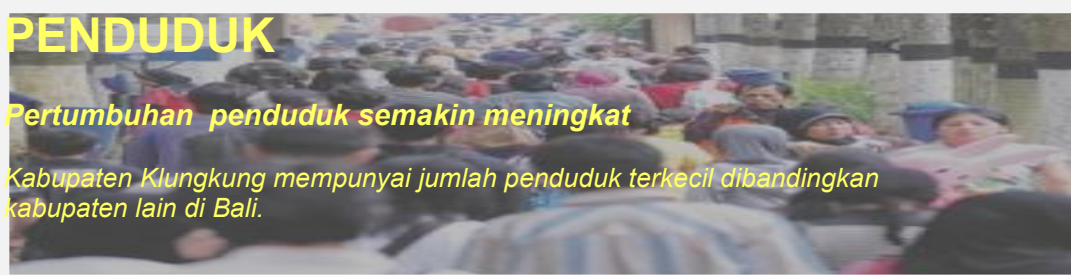 PENDUDUK
Pertumbuhan  penduduk semakin meningkat
Kabupaten Klungkung mempunyai jumlah penduduk terkecil dibandingkan
kabupaten lain di Bali.